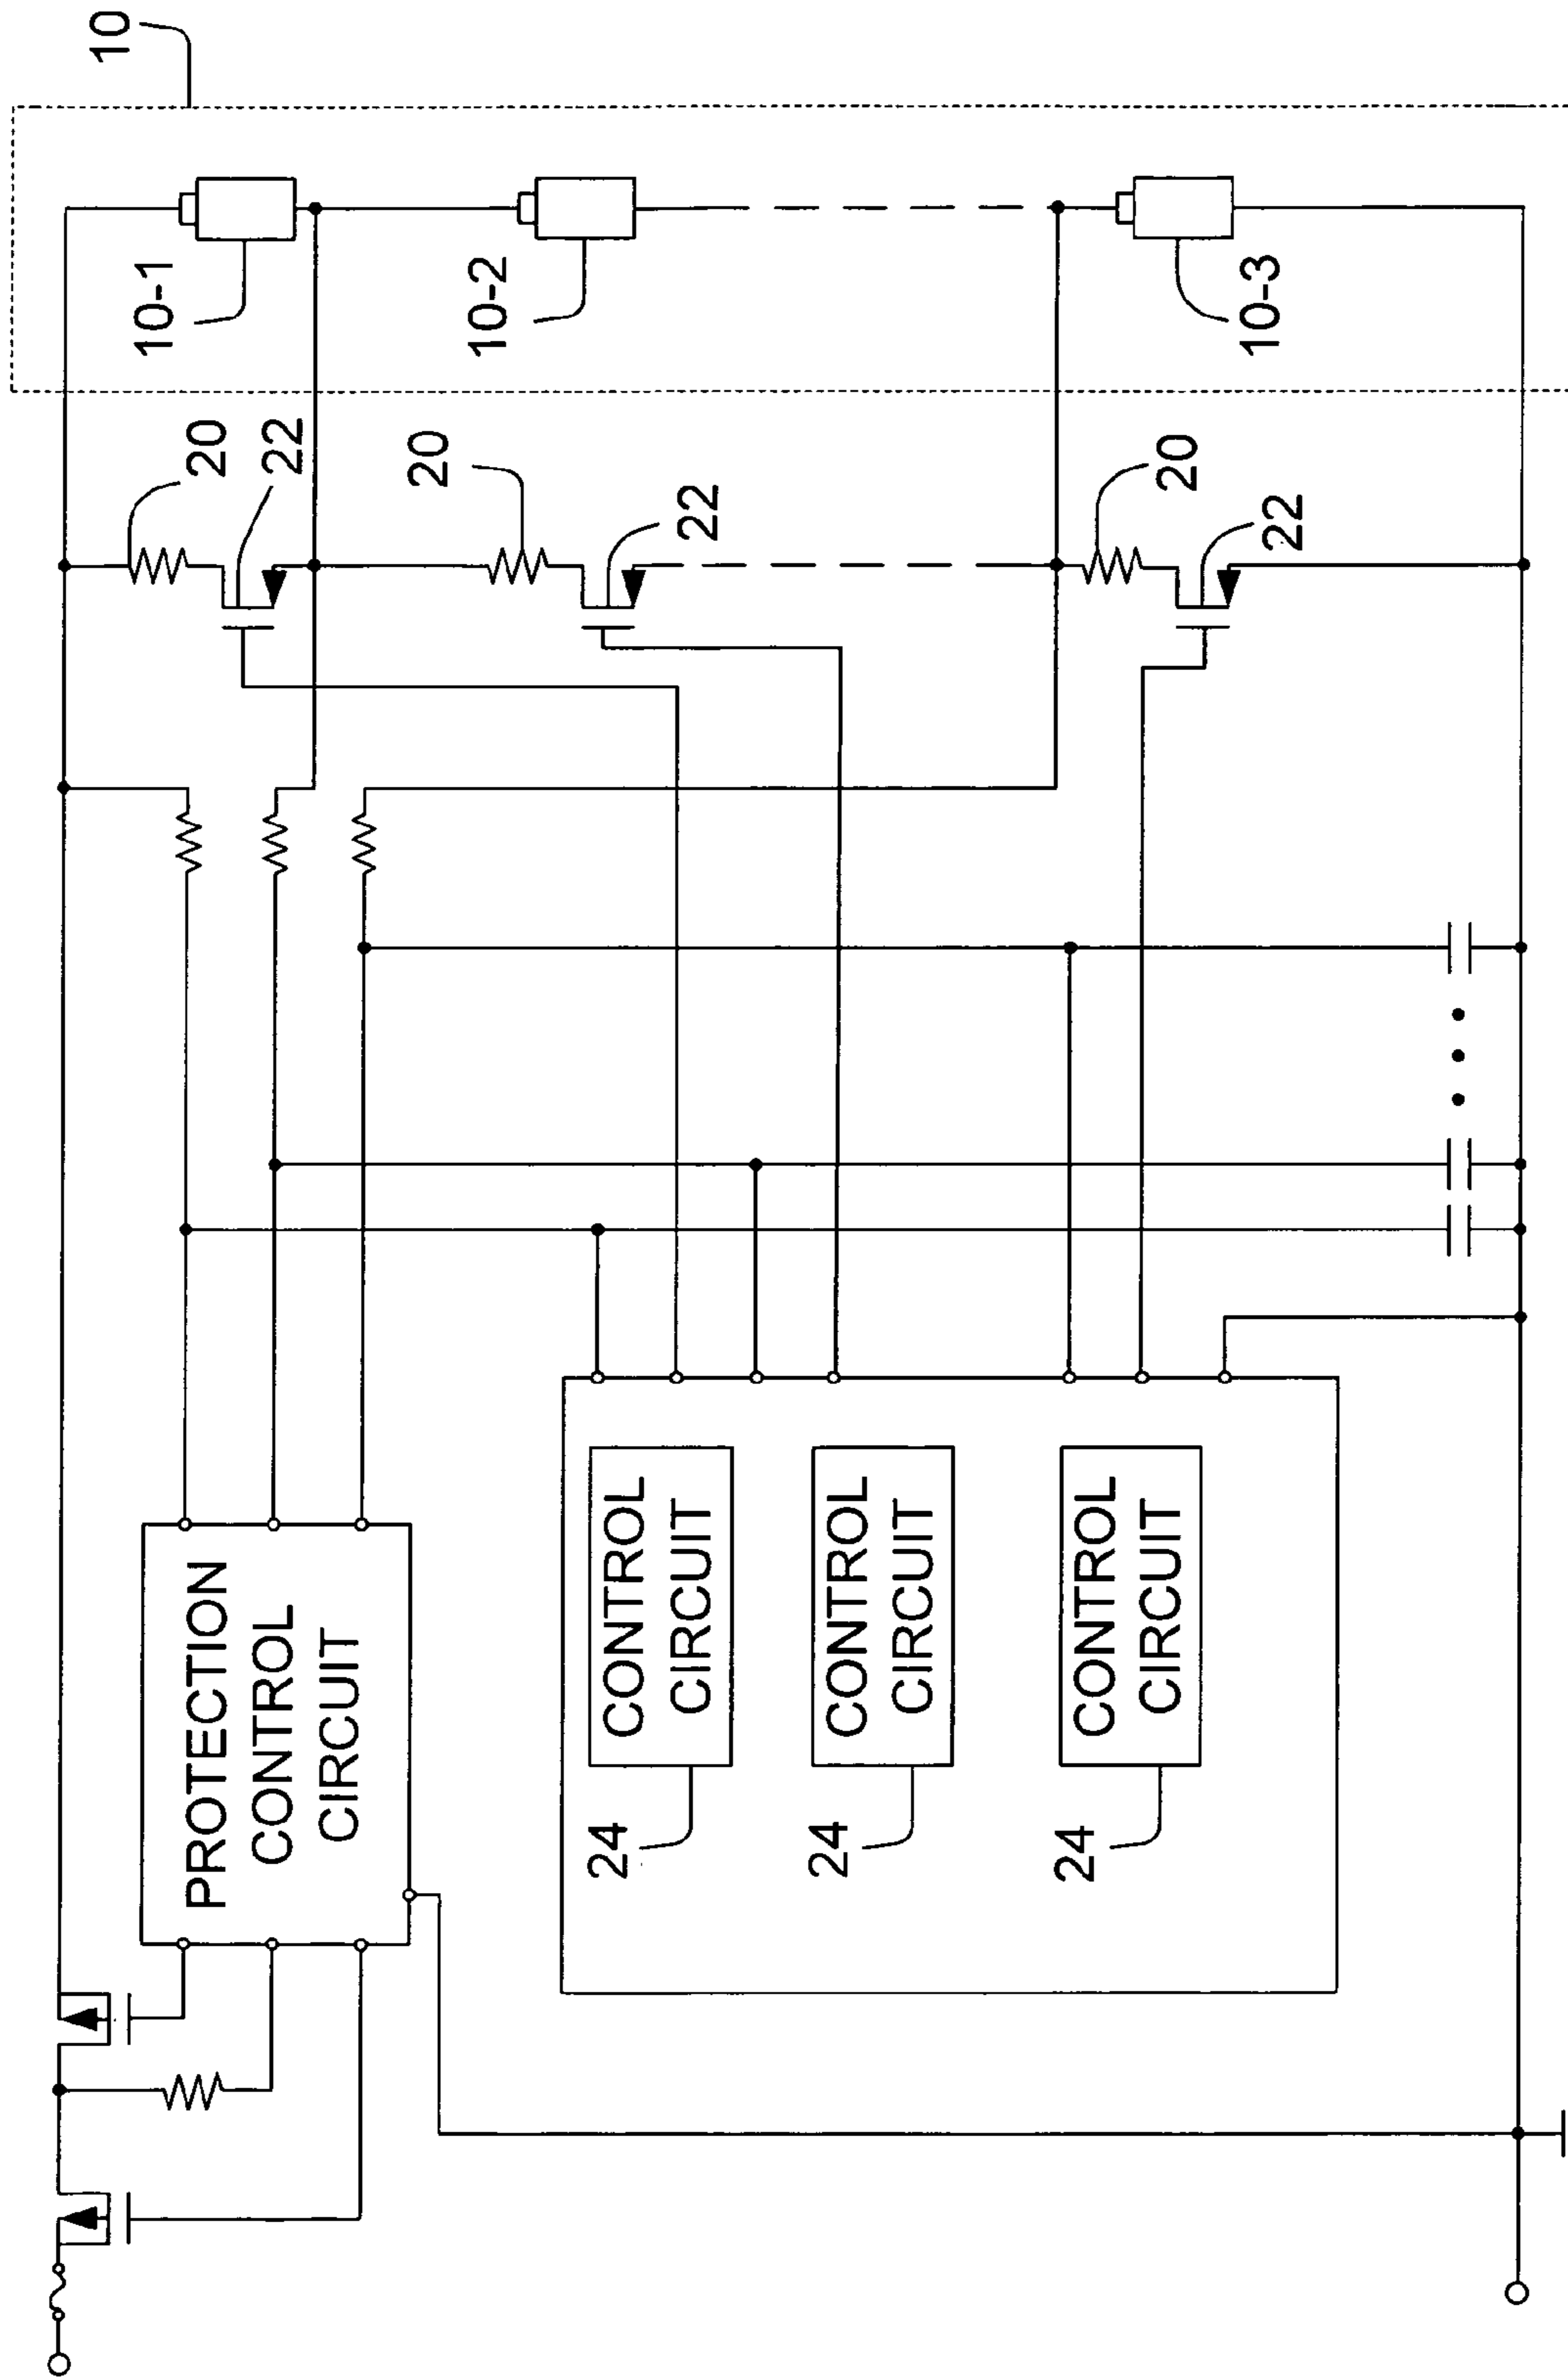 PROTECTION
CONTROL
CIRCUIT
CONTROL
CIRCUIT
24
CONTROL
CIRCUIT
24
CONTROL
CIRCUIT
24
20
22
20
22
20
22
10
10-1
10-2
10-3